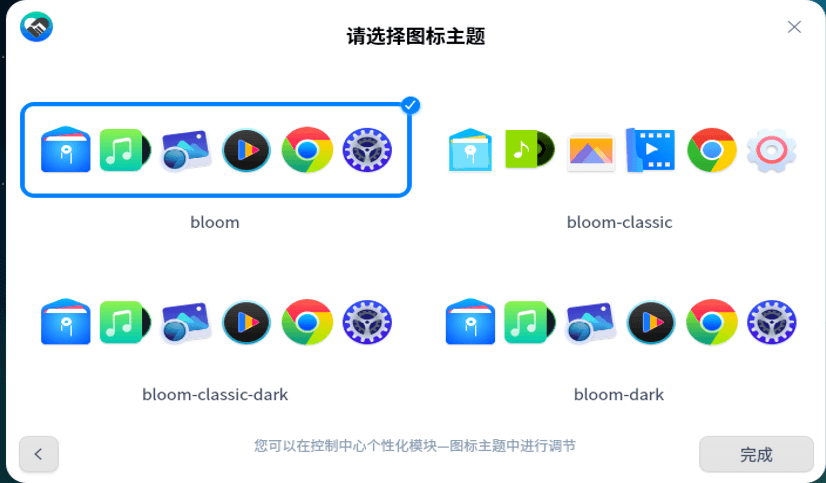 请选择图标主题
bloom
bloom-classic
bloom-classic-dark
bloom-dark
您可以在控制中心个性化模块—图标主题中进行调节
完成